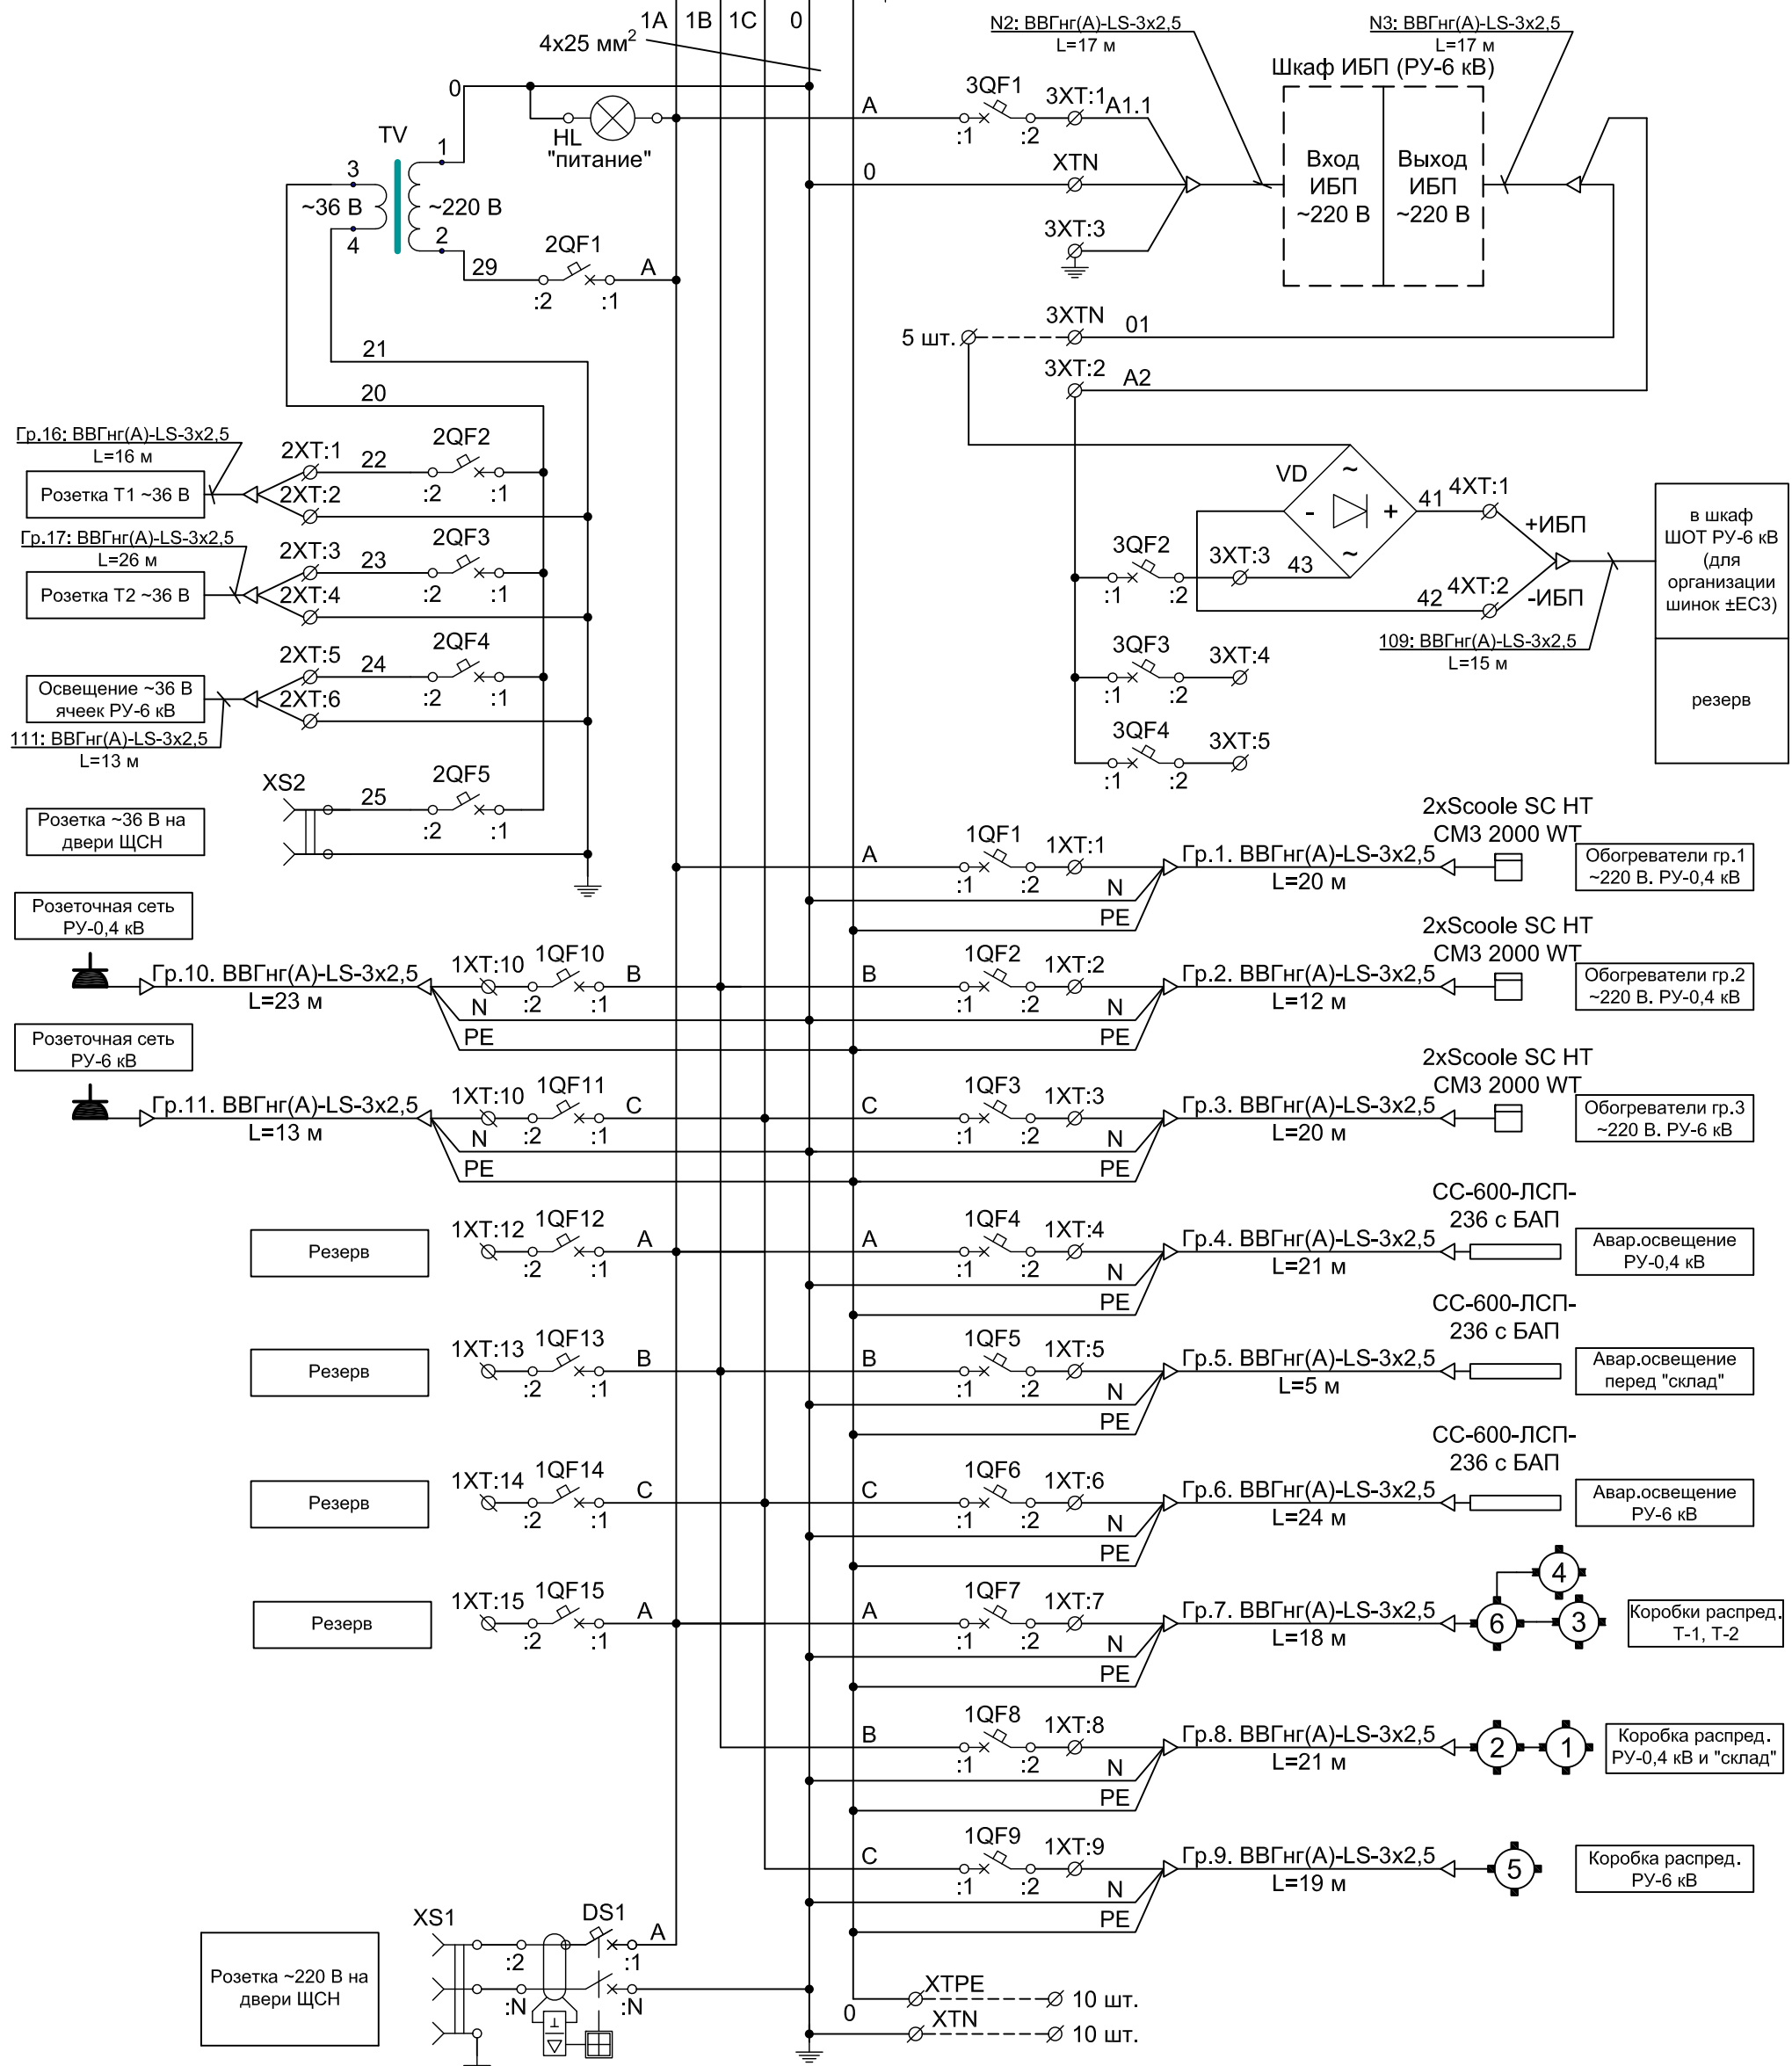 1A 1B 1C 0
4x25 мм²
N2: ВВГнг(А)-LS-3x2,5
L=17 м
N3: ВВГнг(А)-LS-3x2,5
L=17 м
Шкаф ИБП (РУ-6 кВ)
0
HL
"питание"
A
3QF1
:1
:2
3XT:1
A1.1
0
XTN
3XT:3
Вход
ИБП
~220 В
Выход
ИБП
~220 В
TV
3
~36 В
4
1
~220 В
2
29
2QF1
:2
:1
A
21
20
5 шт.
3XTN
01
3XT:2
A2
Гр.16: ВВГнг(А)-LS-3x2,5
L=16 м
Розетка Т1 ~36 В
2XT:1
2XT:2
22
2QF2
:2
:1
Гр.17: ВВГнг(А)-LS-3x2,5
L=26 м
Розетка Т2 ~36 В
2XT:3
2XT:4
23
2QF3
:2
:1
Освещение ~36 В
ячеек РУ-6 кВ
2XT:5
2XT:6
24
2QF4
:2
:1
111: ВВГнг(А)-LS-3x2,5
L=13 м
Розетка ~36 В на
двери ЩСН
XS2
25
2QF5
:2
:1
VD
~
-
+
~
41
4XT:1
+ИБП
42
4XT:2
-ИБП
3QF2
:1
:2
3XT:3
43
109: ВВГнг(А)-LS-3x2,5
L=15 м
в шкаф
ШОТ РУ-6 кВ
(для
организации
шинок ±ЕС3)
резерв
3QF3
:1
:2
3XT:4
3QF4
:1
:2
3XT:5
A
1QF1
:1
:2
1XT:1
N
PE
Гр.1. ВВГнг(А)-LS-3x2,5
L=20 м
2xScoole SC HT
CM3 2000 WT
Обогреватели гр.1
~220 В. РУ-0,4 кВ
Розеточная сеть
РУ-0,4 кВ
Гр.10. ВВГнг(А)-LS-3x2,5
L=23 м
1XT:10
N
PE
1QF10
:2
:1
B
B
1QF2
:1
:2
1XT:2
N
PE
Гр.2. ВВГнг(А)-LS-3x2,5
L=12 м
2xScoole SC HT
CM3 2000 WT
Обогреватели гр.2
~220 В. РУ-0,4 кВ
Розеточная сеть
РУ-6 кВ
Гр.11. ВВГнг(А)-LS-3x2,5
L=13 м
1XT:10
N
PE
1QF11
:2
:1
C
C
1QF3
:1
:2
1XT:3
N
PE
Гр.3. ВВГнг(А)-LS-3x2,5
L=20 м
2xScoole SC HT
CM3 2000 WT
Обогреватели гр.3
~220 В. РУ-6 кВ
Резерв
1XT:12
1QF12
:2
:1
A
A
1QF4
:1
:2
1XT:4
N
PE
Гр.4. ВВГнг(А)-LS-3x2,5
L=21 м
СС-600-ЛСП-
236 с БАП
Авар.освещение
РУ-0,4 кВ
Резерв
1XT:13
1QF13
:2
:1
B
B
1QF5
:1
:2
1XT:5
N
PE
Гр.5. ВВГнг(А)-LS-3x2,5
L=5 м
СС-600-ЛСП-
236 с БАП
Авар.освещение
перед "склад"
Резерв
1XT:14
1QF14
:2
:1
C
C
1QF6
:1
:2
1XT:6
N
PE
Гр.6. ВВГнг(А)-LS-3x2,5
L=24 м
СС-600-ЛСП-
236 с БАП
Авар.освещение
РУ-6 кВ
Резерв
1XT:15
1QF15
:2
:1
A
A
1QF7
:1
:2
1XT:7
N
PE
Гр.7. ВВГнг(А)-LS-3x2,5
L=18 м
4
6
3
Коробки распред.
Т-1, Т-2
B
1QF8
:1
:2
1XT:8
N
PE
Гр.8. ВВГнг(А)-LS-3x2,5
L=21 м
2
1
Коробка распред.
РУ-0,4 кВ и "склад"
C
1QF9
:1
:2
1XT:9
N
PE
Гр.9. ВВГнг(А)-LS-3x2,5
L=19 м
5
Коробка распред.
РУ-6 кВ
Розетка ~220 В на
двери ЩСН
XS1
:2
:N
DS1
:1
:N
A
0
XTPE
10 шт.
XTN
10 шт.